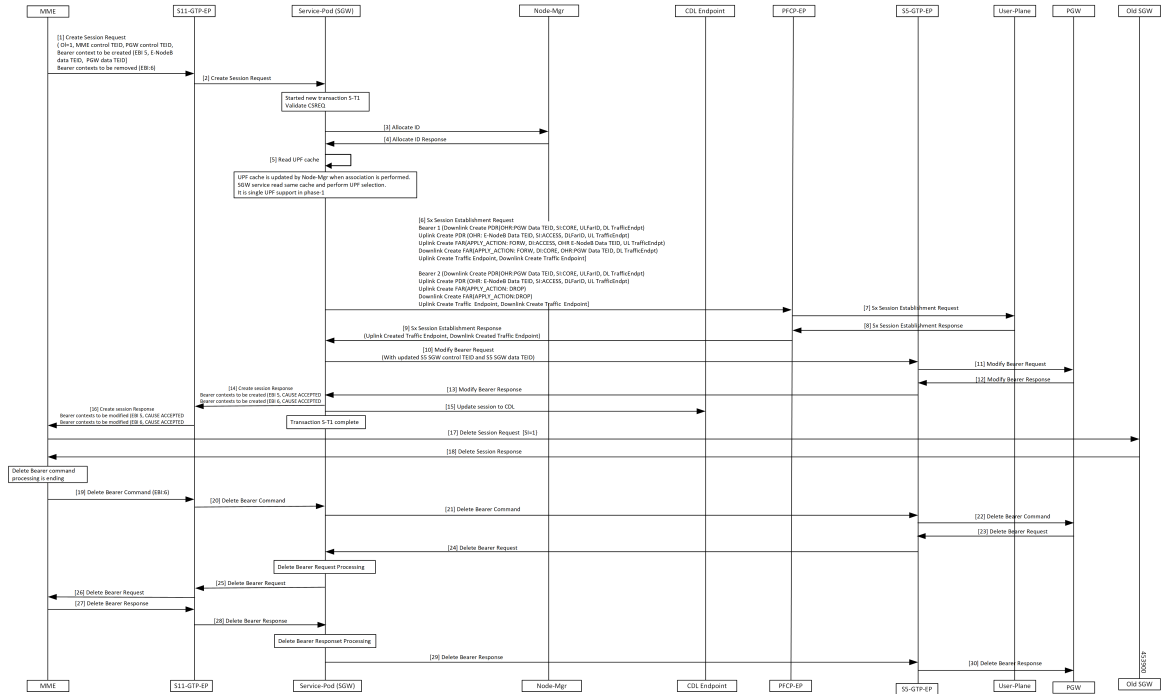 MME
S11-GTP-EP
Service-Pod (SGW)
Node-Mgr
CDL Endpoint
PFCP-EP
S5-GTP-EP
User-Plane
PGW
Old SGW
[1] Create Session Request
( OI=1, MME control TEID, PGW control TEID,
Bearer context to be created [EBI 5, E-NodeB
data TEID, PGW data TEID]
Bearer contexts to be removed [EBI:6]
[2] Create Session Request
Started new transaction S-T1
Validate CSREQ
[3] Allocate ID
[4] Allocate ID Response
[5] Read UPF cache
UPF cache is updated by Node-Mgr when association is performed.
SGW service read same cache and perform UPF selection.
It is single UPF support in phase-1
[6] Sx Session Establishment Request
Bearer 1 (Downlink Create PDR(OHR:PGW Data TEID, SI:CORE, ULFarID, DL TrafficEndpt)
Uplink Create PDR (OHR: E-NodeB Data TEID, SI:ACCESS, DLFarID, UL TrafficEndpt)
Uplink Create FAR(APPLY_ACTION: FORW, DI:ACCESS, OHR E-NodeB Data TEID, UL TrafficEndpt)
Downlink Create FAR(APPLY_ACTION: FORW, DI:CORE, OHR:PGW Data TEID, DL TrafficEndpt)
Uplink Create Traffic Endpoint, Downlink Create Traffic Endpoint]
Bearer 2 (Downlink Create PDR(OHR:PGW Data TEID, SI:CORE, ULFarID, DL TrafficEndpt)
Uplink Create PDR (OHR: E-NodeB Data TEID, SI:ACCESS, DLFarID, UL TrafficEndpt)
Uplink Create FAR(APPLY_ACTION: DROP)
Downlink Create FAR(APPLY_ACTION:DROP)
Uplink Create Traffic Endpoint, Downlink Create Traffic Endpoint]
[7] Sx Session Establishment Request
[8] Sx Session Establishment Response
[9] Sx Session Establishment Response
(Uplink Created Traffic Endpoint, Downlink Created Traffic Endpoint)
[10] Modify Bearer Request
(With updated S5 SGW control TEID and S5 SGW data TEID)
[11] Modify Bearer Request
[12] Modify Bearer Response
[13] Modify Bearer Response
[14] Create session Response
Bearer contexts to be created [EBI 5, CAUSE ACCEPTED
Bearer contexts to be created [EBI 6, CAUSE ACCEPTED
[15] Update session to CDL
[16] Create session Response
Bearer contexts to be modified [EBI 5, CAUSE ACCEPTED
Bearer contexts to be modified [EBI 6, CAUSE ACCEPTED
Transaction S-T1 complete
[17] Delete Session Request [SI=1]
[18] Delete Session Response
Delete Bearer command
processing is ending
[19] Delete Bearer Command (EBI:6)
[20] Delete Bearer Command
[21] Delete Bearer Command
[22] Delete Bearer Command
[23] Delete Bearer Request
[24] Delete Bearer Request
Delete Bearer Request Processing
[25] Delete Bearer Request
[26] Delete Bearer Request
[27] Delete Bearer Response
[28] Delete Bearer Response
Delete Bearer Responset Processing
[29] Delete Bearer Response
[30] Delete Bearer Response
453900
MME
S11-GTP-EP
Service-Pod (SGW)
Node-Mgr
CDL Endpoint
PFCP-EP
S5-GTP-EP
User-Plane
PGW
Old SGW